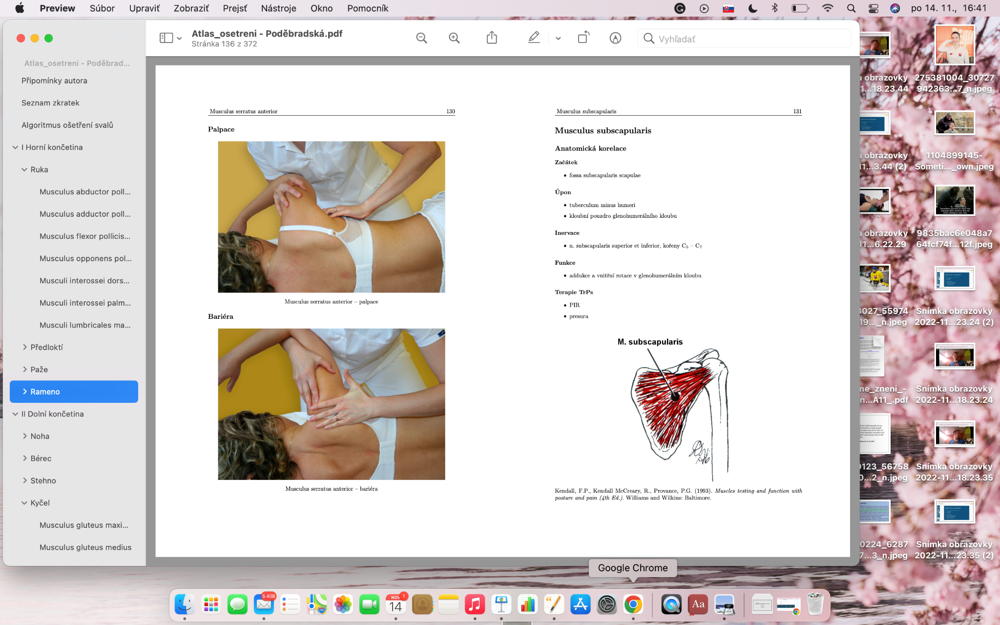 Preview Súbor Upraviť Zobraziť Prejsť Nástroje Okno Pomocník
po 14. 11., 16:41
Atlas_osetreni - Poděbradská.pdf
Stránka 136 z 372
Vyhľadať
Atlas_osetreni - Poděbrad...
Připomínky autora
Seznam zkratek
Algoritmus ošetření svalů
I Horní končetina
Ruka
Musculus abductor poll...
Musculus adductor poll...
Musculus flexor pollicis...
Musculus opponens pol...
Musculi interossei dors...
Musculi interossei palm...
Musculi lumbricales ma...
Předloktí
Paže
Rameno
II Dolní končetina
Noha
Bérec
Stehno
Kyčel
Musculus gluteus maxi...
Musculus gluteus medius
Musculus serratus anterior 130
Palpace
Musculus serratus anterior – palpace
Bariéra
Musculus serratus anterior – bariéra
Musculus subscapularis 131
Musculus subscapularis
Anatomická korelace
Začátek
• fossa subscapularis scapulae
Úpon
• tuberculum minus humeri
• kloubní pouzdro glenohumerálního kloubu
Inervace
• n. subscapularis superior et inferior, kořeny C5 – C7
Funkce
• addukce a vnitřní rotace v glenohumerálním kloubu
Terapie TrPs
• PIR
• presura
M. subscapularis
Kendall, F.P., Kendall McCreary, R., Provance, P.G. (1993). Muscles testing and function with
posture and pain (4th Ed.). Williams and Wilkins: Baltimore.
obrazovky
1...18.23.44
275381004_30727
942363...7_n.jpeg
obrazovky
11...3.44 (2)
1104899145-
Someti..._own.jpeg
obrazovky
11...6.22.29
9835bac6e048a7
64fcf74f...12f.jpeg
3027_55974
19..._n.jpeg
Snímka obrazovky
2022-11...23.24 (2)
ne_zneni_-
n...A11_.pdf
Snímka obrazovky
2022-11...18.23.24
0123_56758
0...2_n.jpeg
Snímka obrazovky
2022-11...18.23.35
0224_6287
7...3_n.jpeg
Snímka obrazovky
2022-11...23.35 (2)
Google Chrome
5 408
NOV
1
14
280
Aa